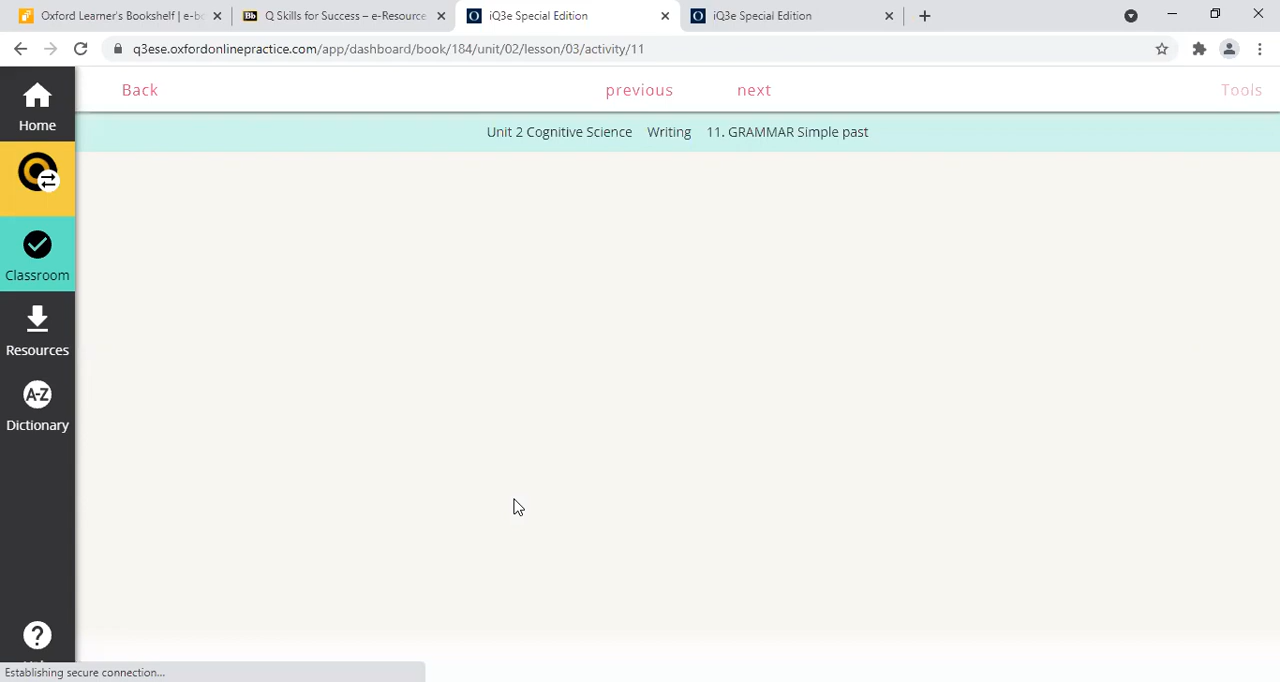 Oxford Learner's Bookshelf | e-bo
Q Skills for Success – e-Resource
iQ3e Special Edition
iQ3e Special Edition
q3ese.oxfordonlinepractice.com/app/dashboard/book/184/unit/02/lesson/03/activity/11
Back
previous
next
Tools
Unit 2 Cognitive Science Writing 11. GRAMMAR Simple past
Home
Classroom
Resources
A-Z
Dictionary
Establishing secure connection...